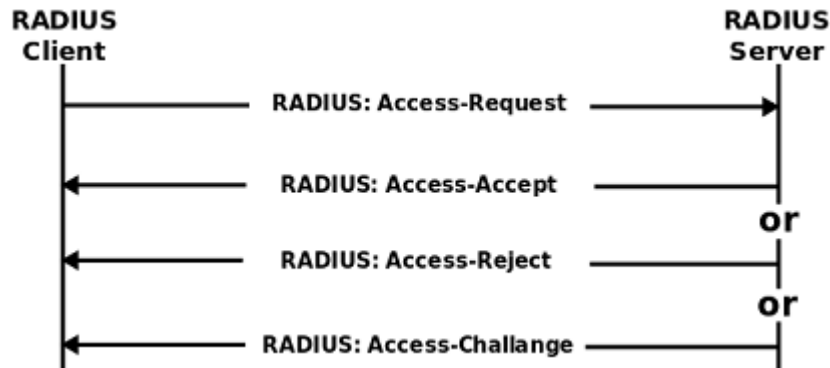 RADIUS
Client
RADIUS
Server
RADIUS: Access-Request
RADIUS: Access-Accept
or
RADIUS: Access-Reject
or
RADIUS: Access-Challange